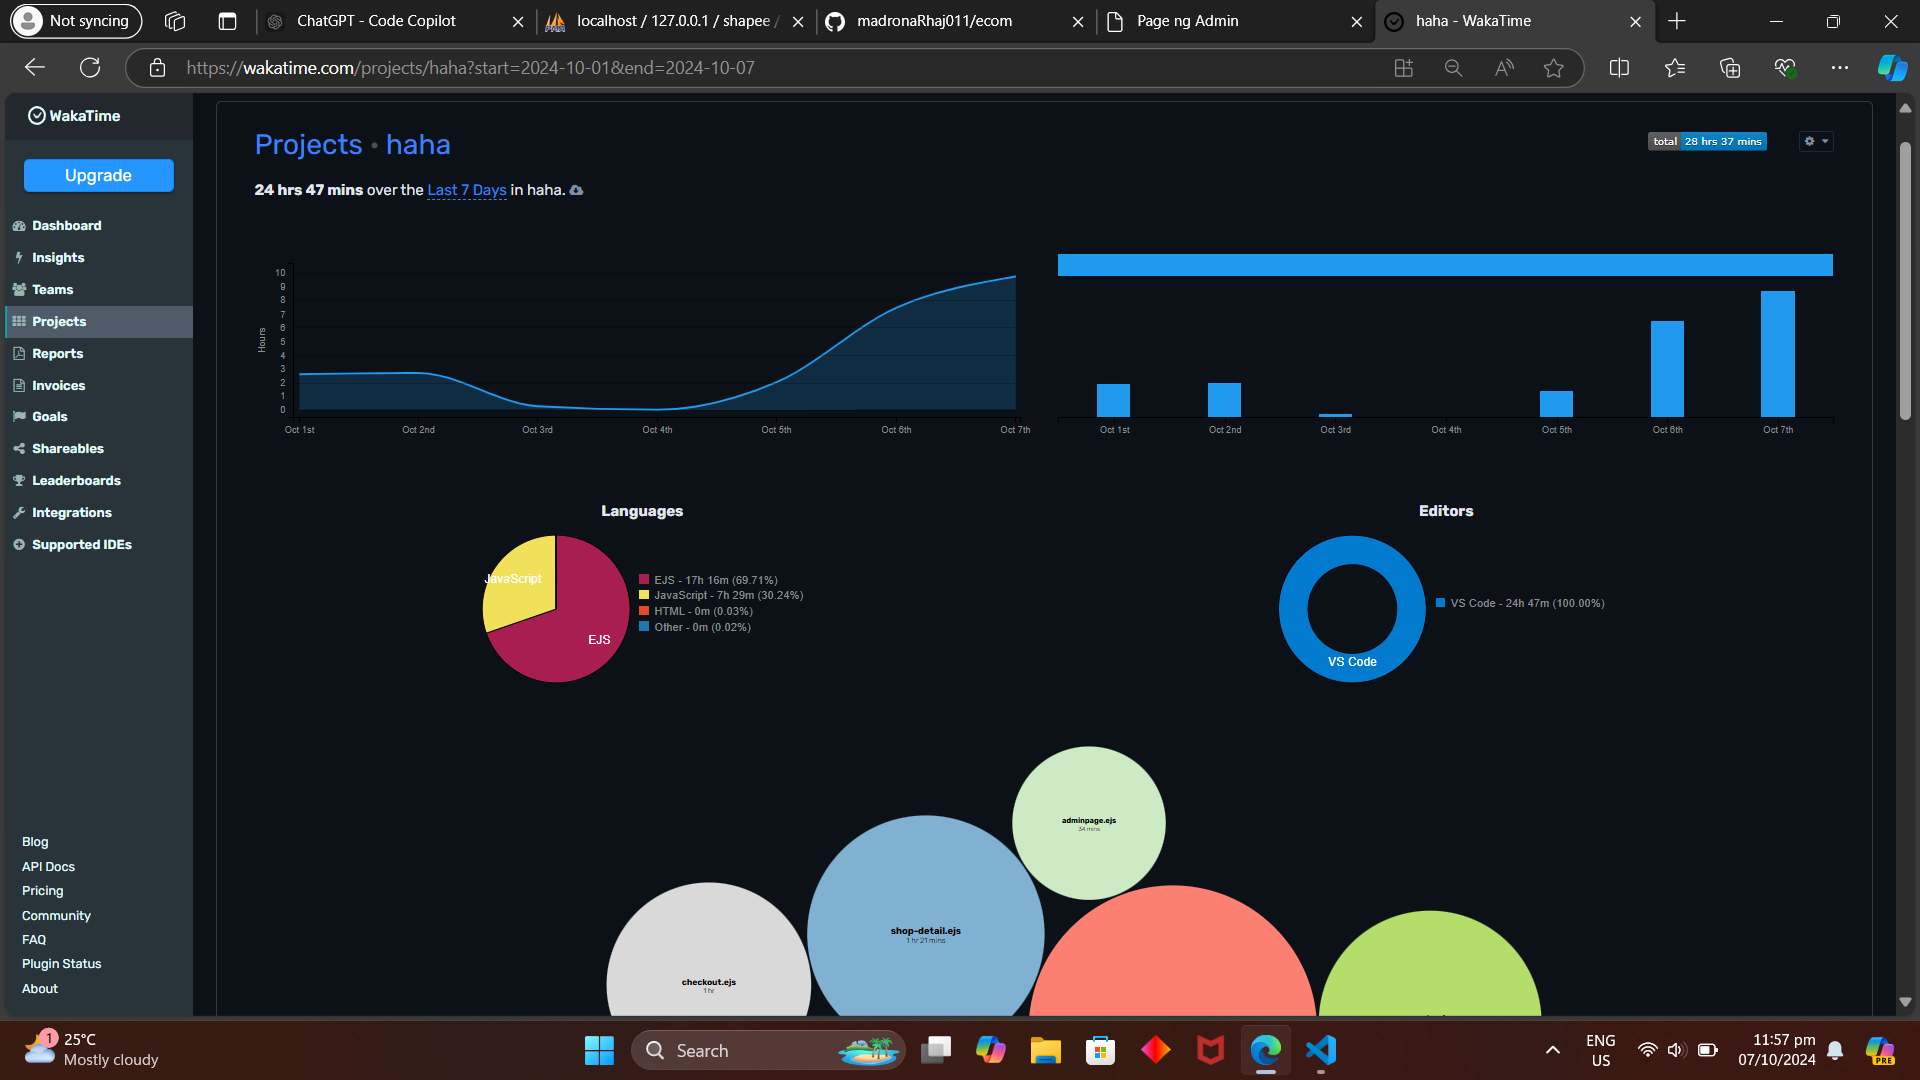 Not syncing
ChatGPT - Code Copilot
localhost / 127.0.0.1 / shapee /
madronaRhaj011/ecom
Page ng Admin
haha - WakaTime
https://wakatime.com/projects/haha?start=2024-10-01&end=2024-10-07
WakaTime
Upgrade
Dashboard
Insights
Teams
Projects
Reports
Invoices
Goals
Shareables
Leaderboards
Integrations
Supported IDEs
Blog
API Docs
Pricing
Community
FAQ
Plugin Status
About
Projects • haha
total 28 hrs 37 mins
24 hrs 47 mins over the Last 7 Days in haha.
Hours
10
9
8
7
6
5
4
3
2
1
0
Oct 1st Oct 2nd Oct 3rd Oct 4th Oct 5th Oct 6th Oct 7th
Oct 1st Oct 2nd Oct 3rd Oct 4th Oct 5th Oct 6th Oct 7th
Languages
JavaScript
EJS
EJS - 17h 16m (69.71%)
JavaScript - 7h 29m (30.24%)
HTML - 0m (0.03%)
Other - 0m (0.02%)
Editors
VS Code
VS Code - 24h 47m (100.00%)
adminpage.ejs
34 mins
shop-detail.ejs
1 hr 21 mins
checkout.ejs
1 hr
1
25°C
Mostly cloudy
Search
ENG
US
11:57 pm
07/10/2024
PRE